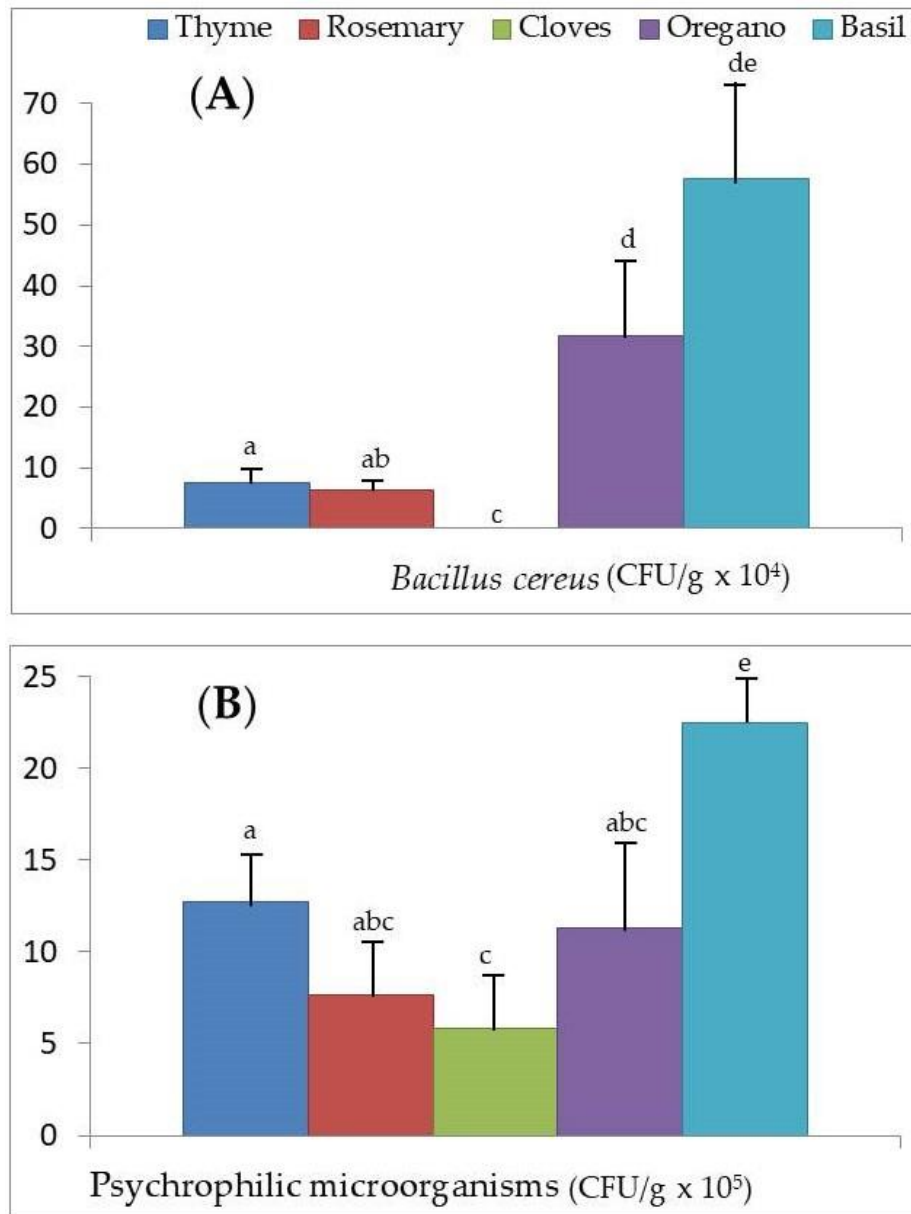 Thyme Rosemary Cloves Oregano Basil
(A)
70
60
50
40
30
20
10
0
a
ab
c
d
de
Bacillus cereus (CFU/g x 10⁴)
(B)
25
20
15
10
5
0
a
abc
c
abc
e
Psychrophilic microorganisms (CFU/g x 10⁵)